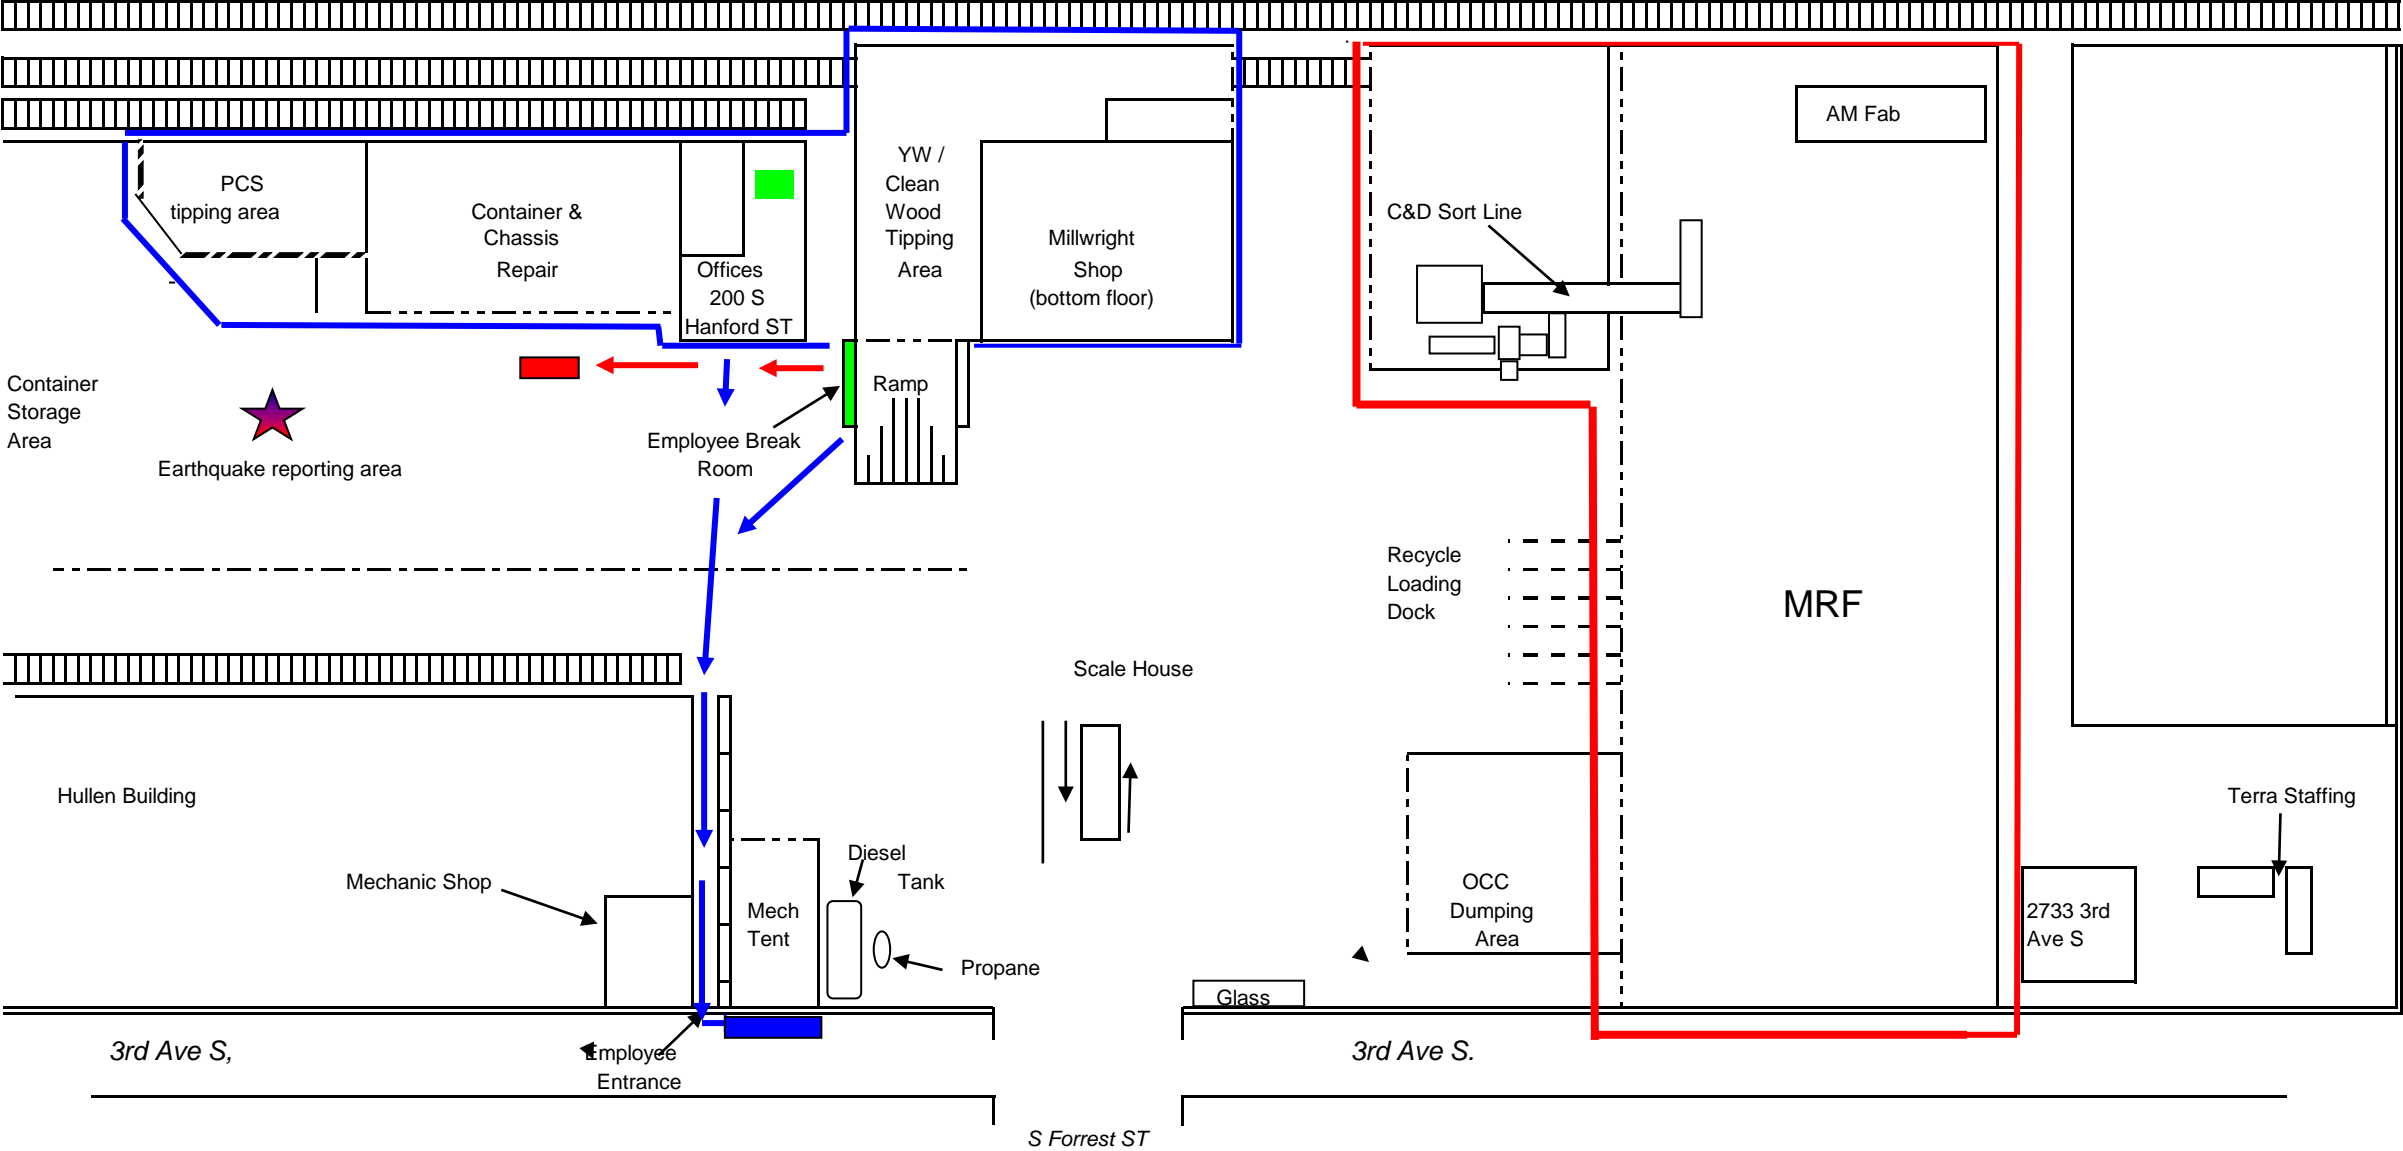 AM Fab
PCS
tipping area
Container &
Chassis
Repair
Offices
200 S
Hanford ST
YW /
Clean
Wood
Tipping
Area
Millwright
Shop
(bottom floor)
C&D Sort Line
Container
Storage
Area
Earthquake reporting area
Employee Break
Room
Ramp
Recycle
Loading
Dock
MRF
Scale House
Hullen Building
Mechanic Shop
Mech
Tent
Diesel
Tank
Propane
OCC
Dumping
Area
Glass
Terra Staffing
2733 3rd
Ave S
3rd Ave S,
Employee
Entrance
3rd Ave S.
S Forrest ST